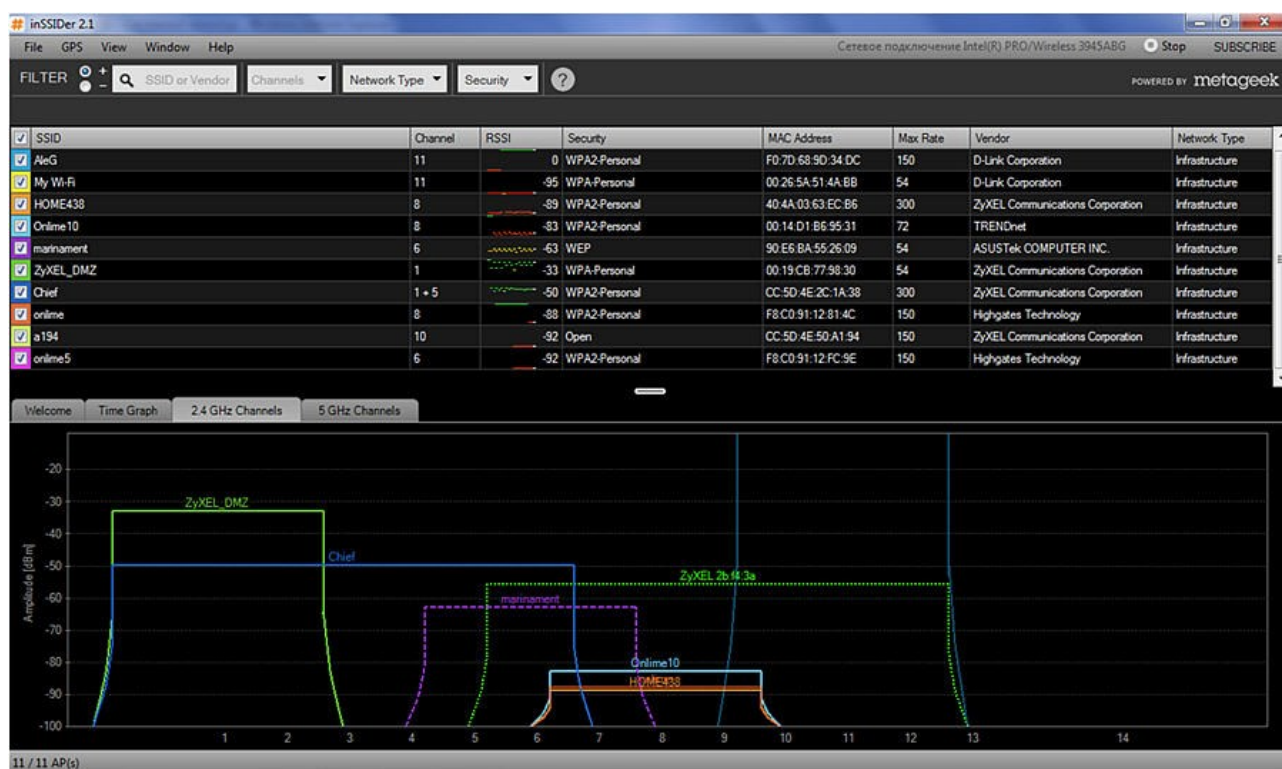 inSSIDer 2.1
File GPS View Window Help Сетевое подключение Intel(R) PRO/Wireless 3945ABG Stop SUBSCRIBE
FILTER + - SSID or Vendor Channels Network Type Security ? POWERED BY metageek
SSID Channel RSSI Security MAC Address Max Rate Vendor Network Type
AleG 11 0 WPA2-Personal F0:7D:68:9D:34:DC 150 D-Link Corporation Infrastructure
My Wi-Fi 11 -95 WPA-Personal 00:26:5A:51:4A:BB 54 D-Link Corporation Infrastructure
HOME438 8 -89 WPA2-Personal 40:4A:03:63:EC:B6 300 ZyXEL Communications Corporation Infrastructure
Onlime10 8 -83 WPA2-Personal 00:14:D1:B6:95:31 72 TRENDnet Infrastructure
marinament 6 -63 WEP 90:E6:BA:55:26:09 54 ASUSTek COMPUTER INC. Infrastructure
ZyXEL_DMZ 1 -33 WPA-Personal 00:19:CB:77:98:30 54 ZyXEL Communications Corporation Infrastructure
Chief 1 + 5 -50 WPA2-Personal CC:5D:4E:2C:1A:38 300 ZyXEL Communications Corporation Infrastructure
onlime 8 -88 WPA2-Personal F8:C0:91:12:81:4C 150 Highgates Technology Infrastructure
a194 10 -92 Open CC:5D:4E:50:A1:94 150 ZyXEL Communications Corporation Infrastructure
onlime5 6 -92 WPA2-Personal F8:C0:91:12:FC:9E 150 Highgates Technology Infrastructure
Welcome Time Graph 2.4 GHz Channels 5 GHz Channels
Amplitude [dBm]
-20
-30 ZyXEL_DMZ
-40
-50 Chief
ZyXEL 2b:f4:3a
-60 marinament
-70
-80 Onlime10
HOME438
-90
-100
1 2 3 4 5 6 7 8 9 10 11 12 13 14
11 / 11 AP(s)